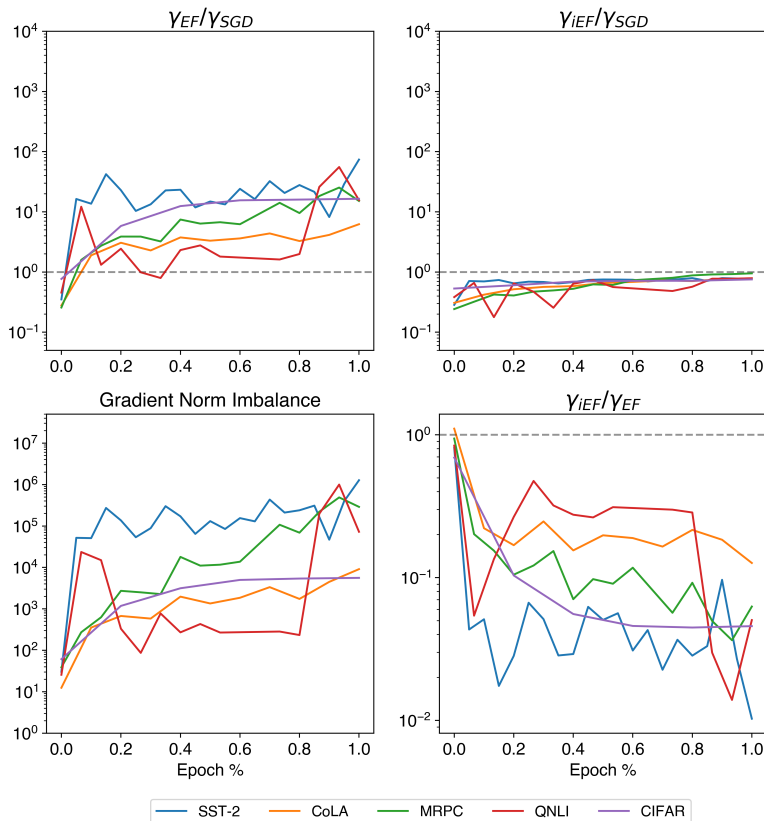 γEF/γSGD
γiEF/γSGD
10⁴
10³
10²
10¹
10⁰
10⁻¹
0.0 0.2 0.4 0.6 0.8 1.0
10⁴
10³
10²
10¹
10⁰
10⁻¹
0.0 0.2 0.4 0.6 0.8 1.0
Gradient Norm Imbalance
γiEF/γEF
10⁷
10⁶
10⁵
10⁴
10³
10²
10¹
10⁰
0.0 0.2 0.4 0.6 0.8 1.0
Epoch %
10⁰
10⁻¹
10⁻²
0.0 0.2 0.4 0.6 0.8 1.0
Epoch %
SST-2 CoLA MRPC QNLI CIFAR